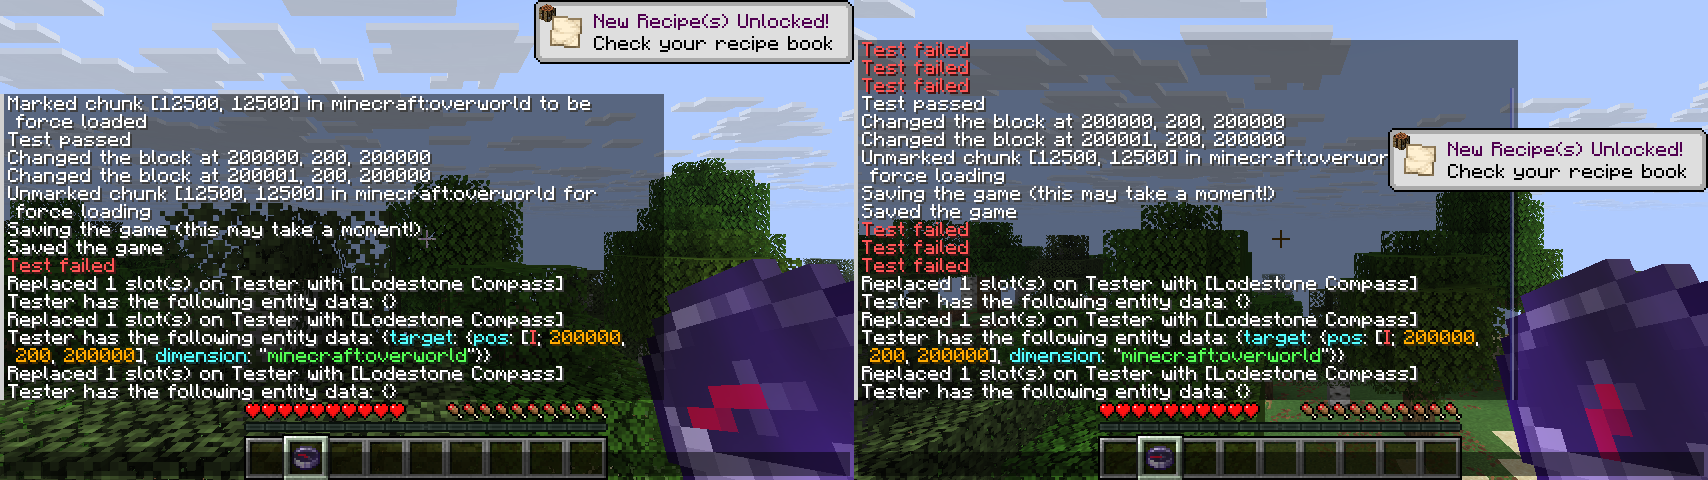 New Recipe(s) Unlocked!
Check your recipe book
Marked chunk [12500, 12500] in minecraft:overworld to be
force loaded
Test passed
Changed the block at 200000, 200, 200000
Changed the block at 200001, 200, 200000
Unmarked chunk [12500, 12500] in minecraft:overworld for
force loading
Saving the game (this may take a moment!)
Saved the game
Test failed
Replaced 1 slot(s) on Tester with [Lodestone Compass]
Tester has the following entity data: {}
Replaced 1 slot(s) on Tester with [Lodestone Compass]
Tester has the following entity data: {target: {pos: [I; 200000,
200, 200000], dimension: "minecraft:overworld"}}
Replaced 1 slot(s) on Tester with [Lodestone Compass]
Tester has the following entity data: {}
Test failed
Test failed
Test failed
Test passed
Changed the block at 200000, 200, 200000
Changed the block at 200001, 200, 200000
Unmarked chunk [12500, 12500] in minecraft:overwor
force loading
New Recipe(s) Unlocked!
Check your recipe book
Saving the game (this may take a moment!)
Saved the game
Test failed
Test failed
Test failed
Replaced 1 slot(s) on Tester with [Lodestone Compass]
Tester has the following entity data: {}
Replaced 1 slot(s) on Tester with [Lodestone Compass]
Tester has the following entity data: {target: {pos: [I; 200000,
200, 200000], dimension: "minecraft:overworld"}}
Replaced 1 slot(s) on Tester with [Lodestone Compass]
Tester has the following entity data: {}